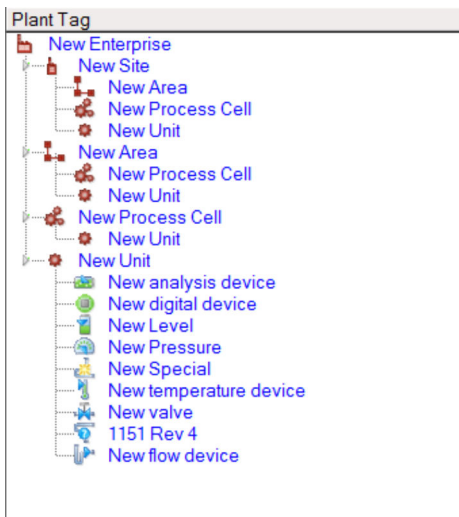 Plant Tag
New Enterprise
New Site
New Area
New Process Cell
New Unit
New Area
New Process Cell
New Unit
New Process Cell
New Unit
New Unit
New analysis device
New digital device
New Level
New Pressure
New Special
New temperature device
New valve
1151 Rev 4
New flow device